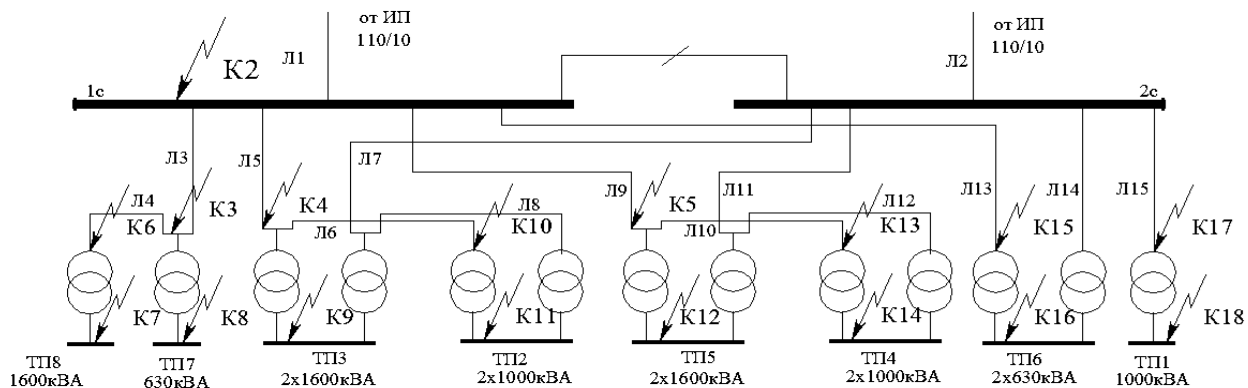 от ИП
110/10
от ИП
110/10
К2
Л1
Л2
1с
2с
Л3
Л5
Л7
Л9
Л11
Л13
Л14
Л15
Л4
К3
К4
Л8
К5
Л12
К6
Л6
К10
Л10
К13
К15
К17
К7
К8
К9
К11
К12
К14
К16
К18
ТП8
1600кВА
ТП7
630кВА
ТП3
2х1600кВА
ТП2
2х1000кВА
ТП5
2х1600кВА
ТП4
2х1000кВА
ТП6
2х630кВА
ТП1
1000кВА